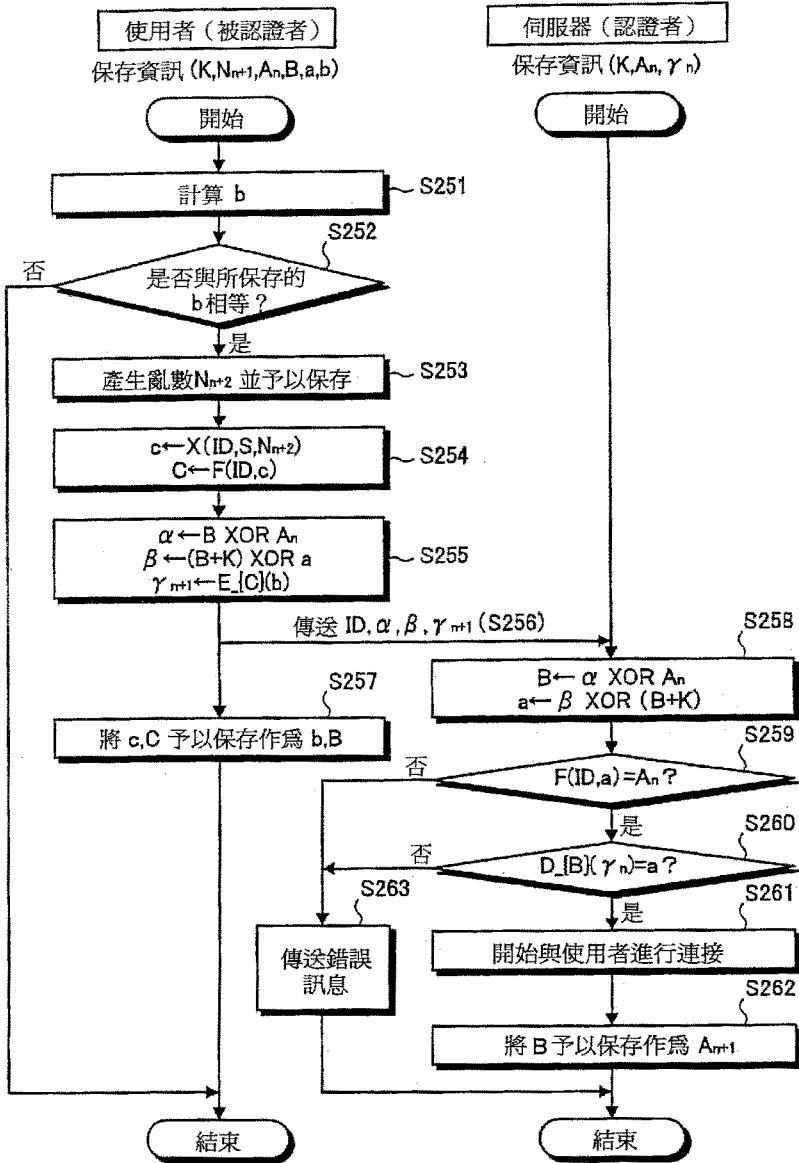 使用者(被認證者)
保存資訊(K,Nn+1,An,B,a,b)
開始
計算 b
S251
S252
是否與所保存的
b相等?
否
是
產生亂數Nn+2 並予以保存
S253
c←X(ID,S,Nn+2)
C←F(ID,c)
S254
α←B XOR An
β←(B+K) XOR a
γn+1←E_{C}(b)
S255
傳送 ID,α,β,γn+1(S256)
S257
將 c,C 予以保存作爲 b,B
結束
伺服器(認證者)
保存資訊(K,An,γn)
開始
S258
B← α XOR An
a← β XOR (B+K)
S259
F(ID,a)=An?
否
是
S260
D_{B}(γn)=a?
否
是
S263
傳送錯誤
訊息
S261
開始與使用者進行連接
S262
將 B 予以保存作爲 An+1
結束